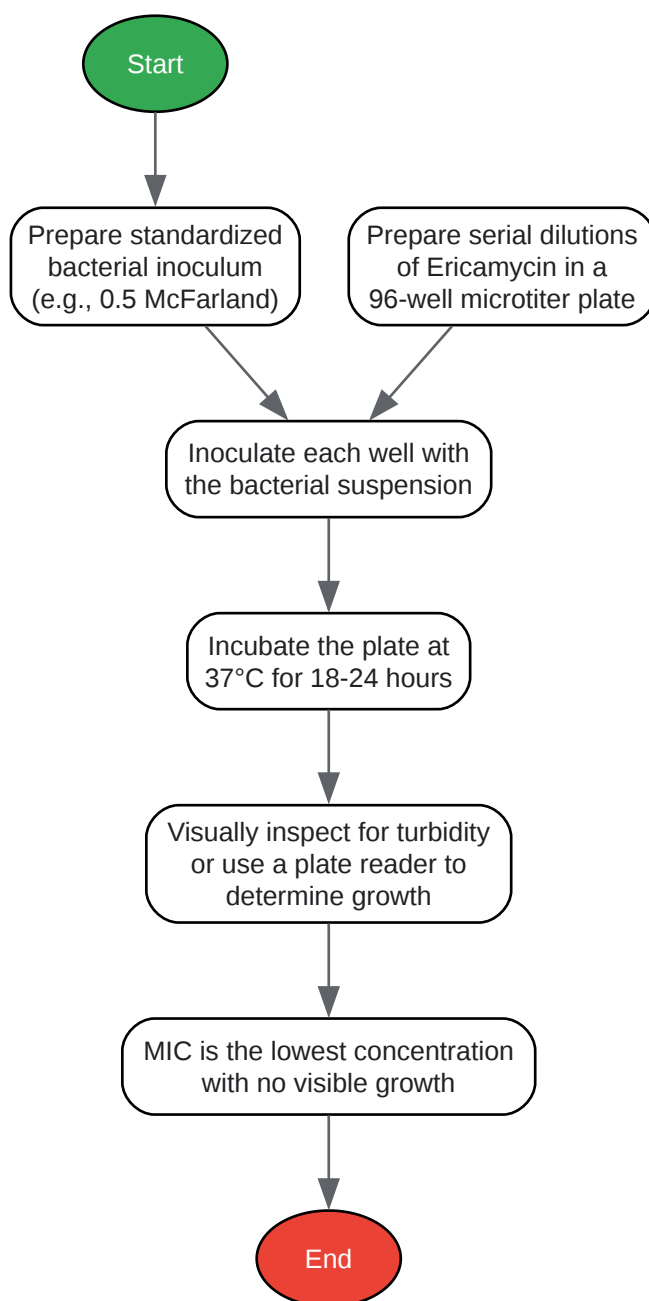 Start
Prepare standardized
bacterial inoculum
(e.g., 0.5 McFarland)
Prepare serial dilutions
of Ericamycin in a
96-well microtiter plate
Inoculate each well with
the bacterial suspension
Incubate the plate at
37°C for 18-24 hours
Visually inspect for turbidity
or use a plate reader to
determine growth
MIC is the lowest concentration
with no visible growth
End